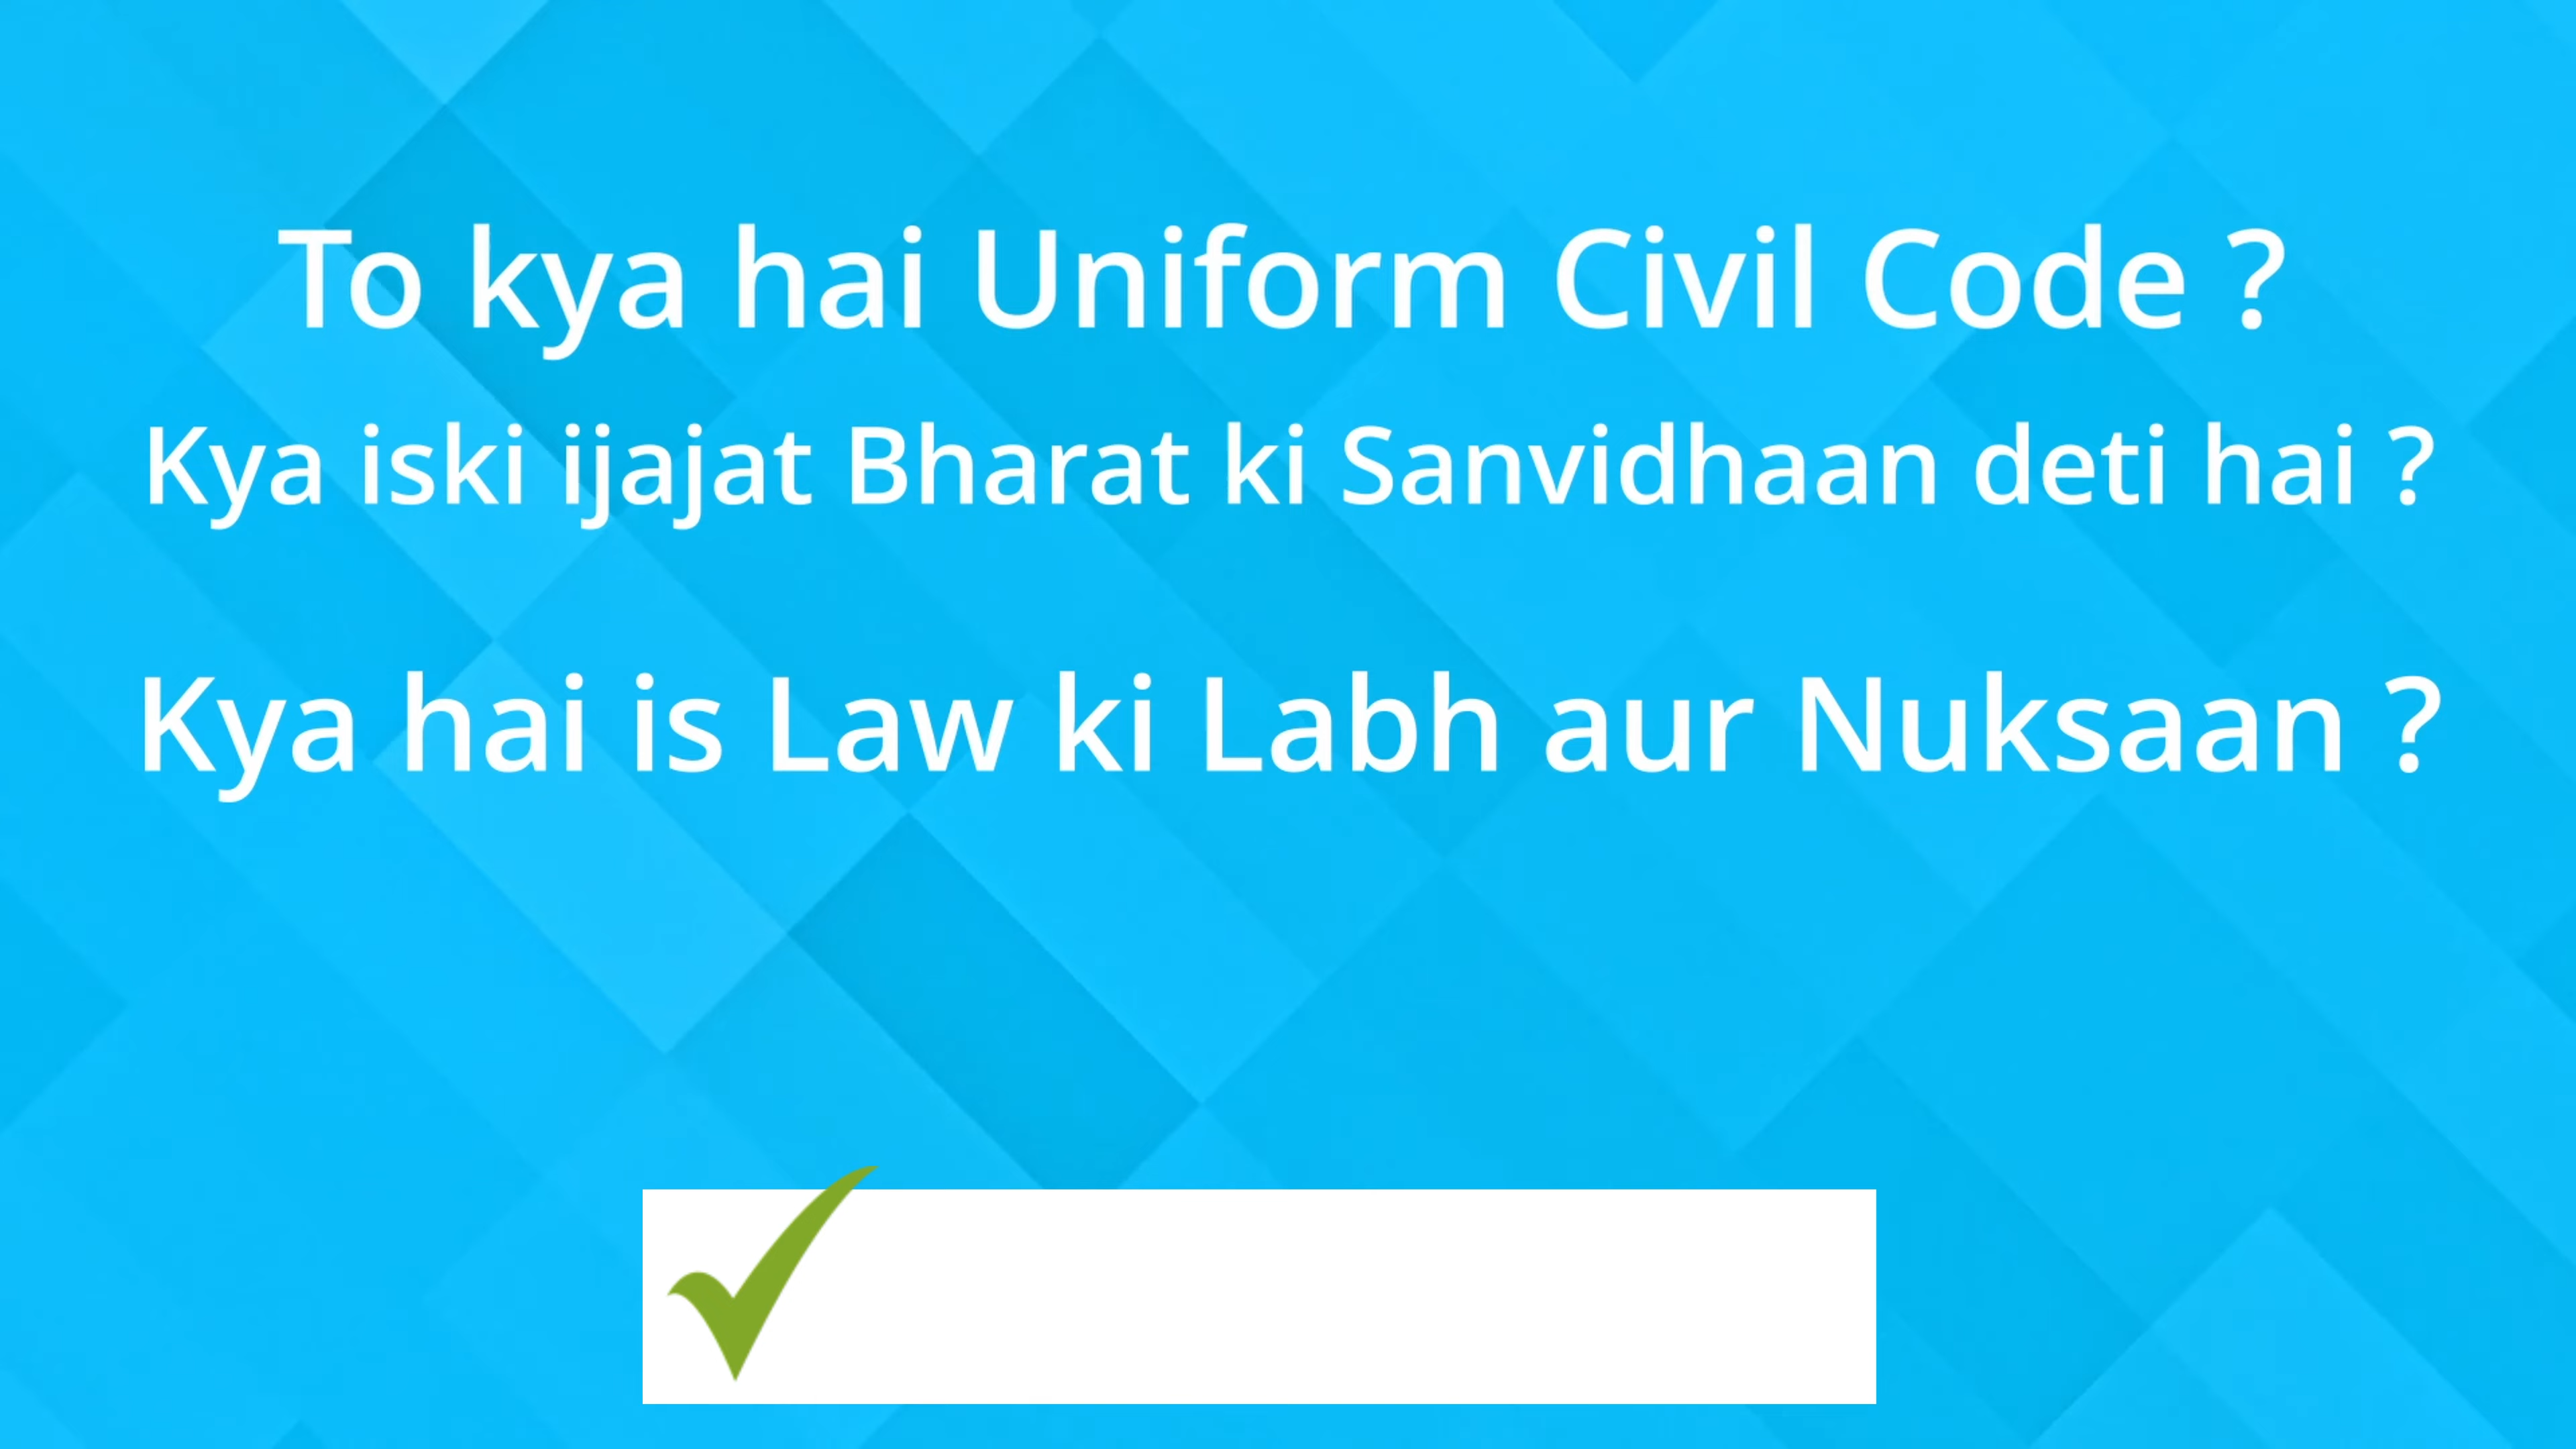 To kya hai Uniform Civil Code ?
Kya iski ijajat Bharat ki Sanvidhaan deti hai ?
Kya hai is Law ki Labh aur Nuksaan ?